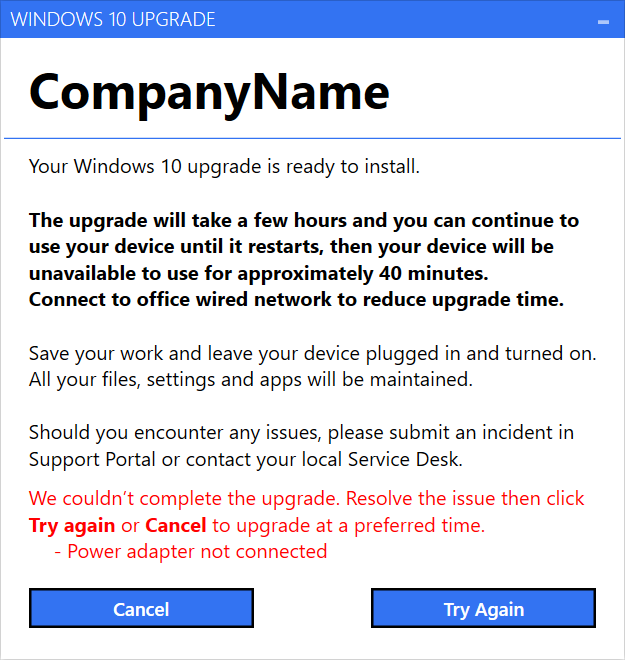 WINDOWS 10 UPGRADE
CompanyName
Your Windows 10 upgrade is ready to install.
The upgrade will take a few hours and you can continue to
use your device until it restarts, then your device will be
unavailable to use for approximately 40 minutes.
Connect to office wired network to reduce upgrade time.
Save your work and leave your device plugged in and turned on.
All your files, settings and apps will be maintained.
Should you encounter any issues, please submit an incident in
Support Portal or contact your local Service Desk.
We couldn’t complete the upgrade. Resolve the issue then click
Try again or Cancel to upgrade at a preferred time.
- Power adapter not connected
Cancel
Try Again